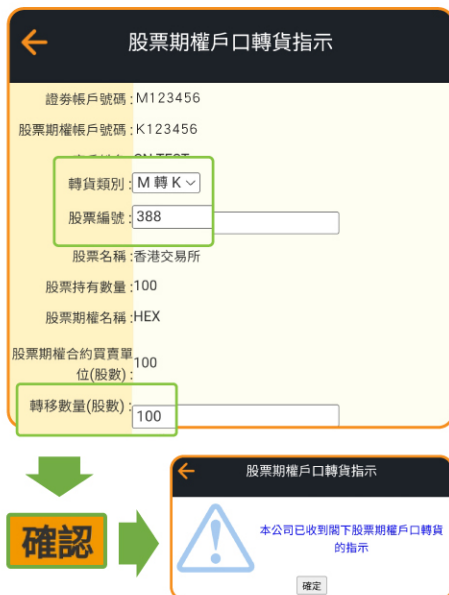 股票期權戶口轉貨指示
證券帳戶號碼 : M123456
股票期權帳戶號碼 : K123456
轉貨類別 : M 轉 K
股票編號 : 388
股票名稱 :香港交易所
股票持有數量 :100
股票期權名稱 :HEX
股票期權合約買賣單
位(股數) : 100
轉移數量(股數) : 100
確認
股票期權戶口轉貨指示
本公司已收到閣下股票期權戶口轉貨
的指示
確定